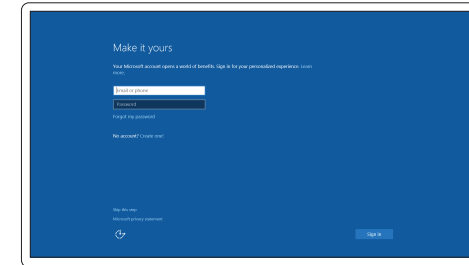 Make it yours
Your Microsoft account opens a world of benefits. Sign in for your personalized experience. Learn
more.
Email or phone
Password
Forgot my password
No account? Create one!
Skip this step
Microsoft privacy statement
Sign in